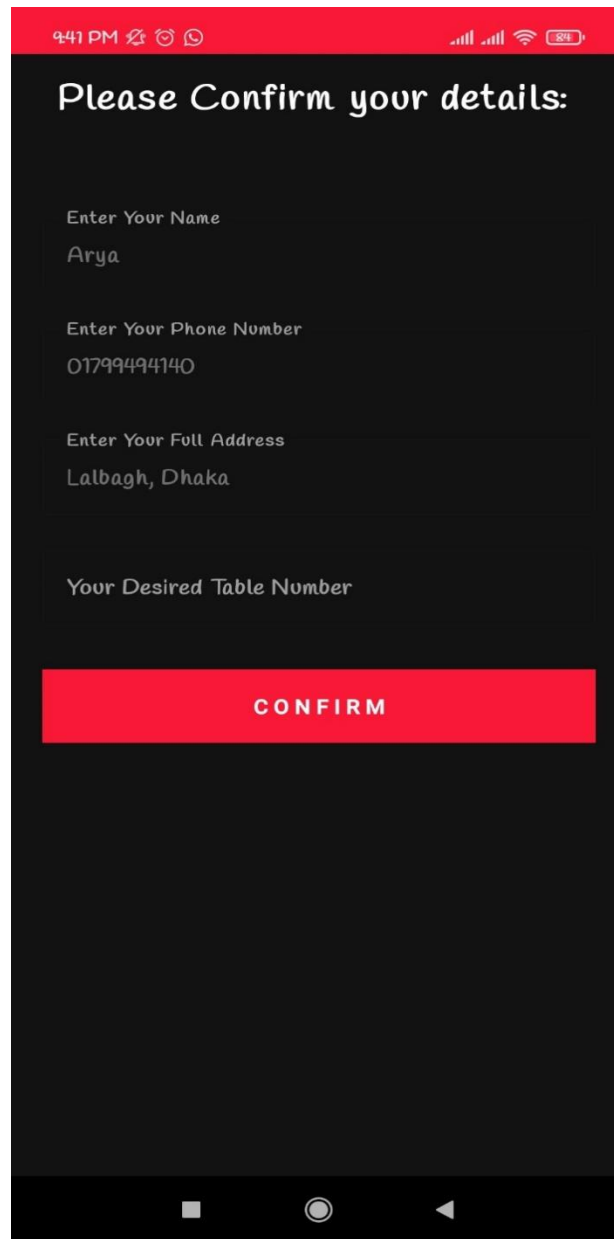 9:41 PM
84
Please Confirm your details:
Enter Your Name
Arya
Enter Your Phone Number
01799494140
Enter Your Full Address
Lalbagh, Dhaka
Your Desired Table Number
CONFIRM